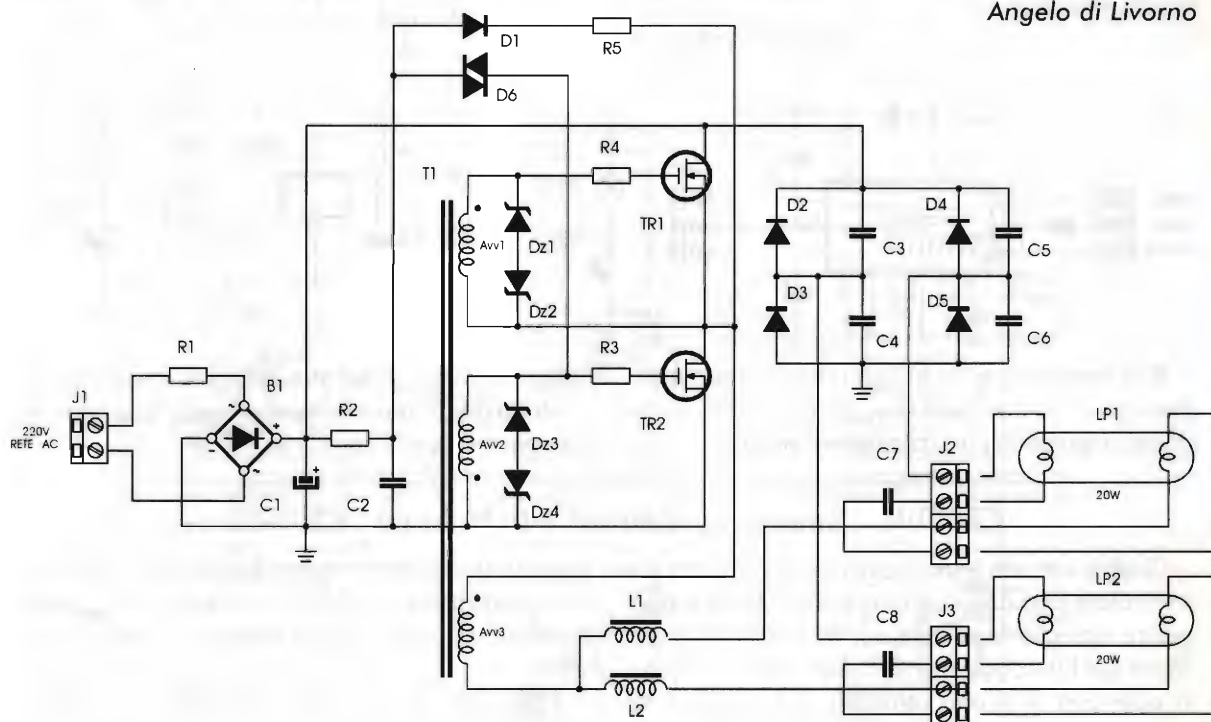 Angelo di Livorno
D1
R5
D6
R4
T1
TR1
Avv1
Dz1
Dz2
D2
D3
C3
C4
D4
D5
C5
C6
R3
TR2
R1
J1
220V
RETE AC
B1
~
+
-
~
R2
+
C1
C2
Avv2
Dz3
Dz4
Avv3
L1
L2
C7
J2
LP1
20W
C8
J3
LP2
20W